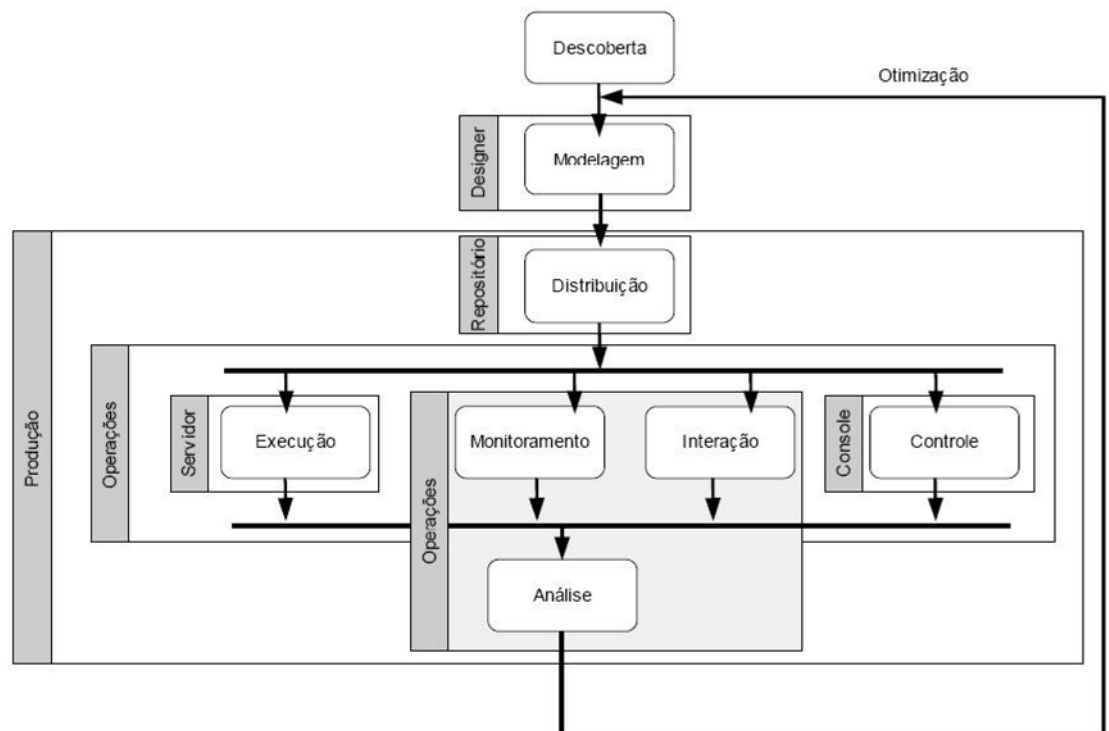 Descoberta
Otimização
Designer
Modelagem
Produção
Repositório
Distribuição
Operações
Servidor
Execução
Operações
Monitoramento
Interação
Console
Controle
Análise